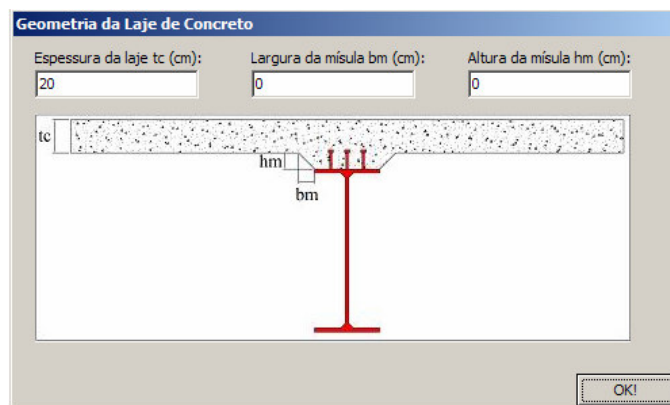 Geometria da Laje de Concreto
Espessura da laje tc (cm): Largura da mísula bm (cm): Altura da mísula hm (cm):
20 0 0
tc
hm
bm
OK!